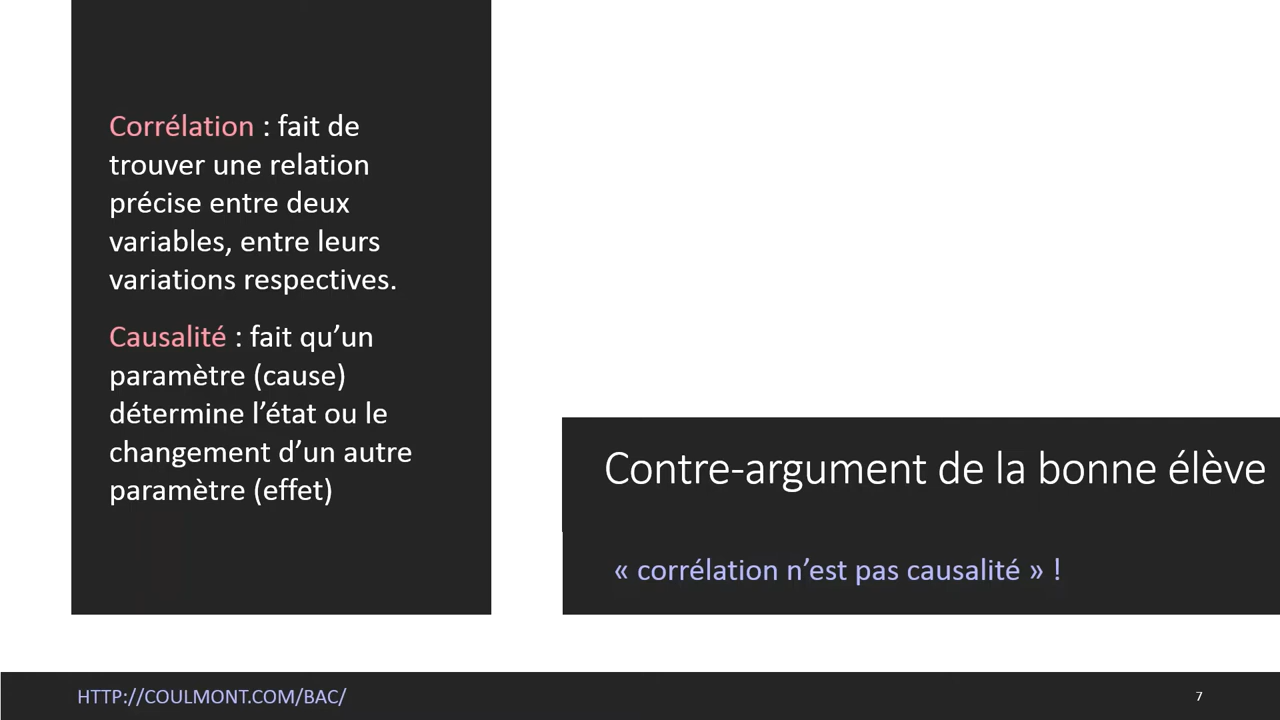 Corrélation : fait de
trouver une relation
précise entre deux
variables, entre leurs
variations respectives.
Causalité : fait qu’un
paramètre (cause)
détermine l’état ou le
changement d’un autre
paramètre (effet)
Contre-argument de la bonne élève
« corrélation n’est pas causalité » !
HTTP://COULMONT.COM/BAC/
7